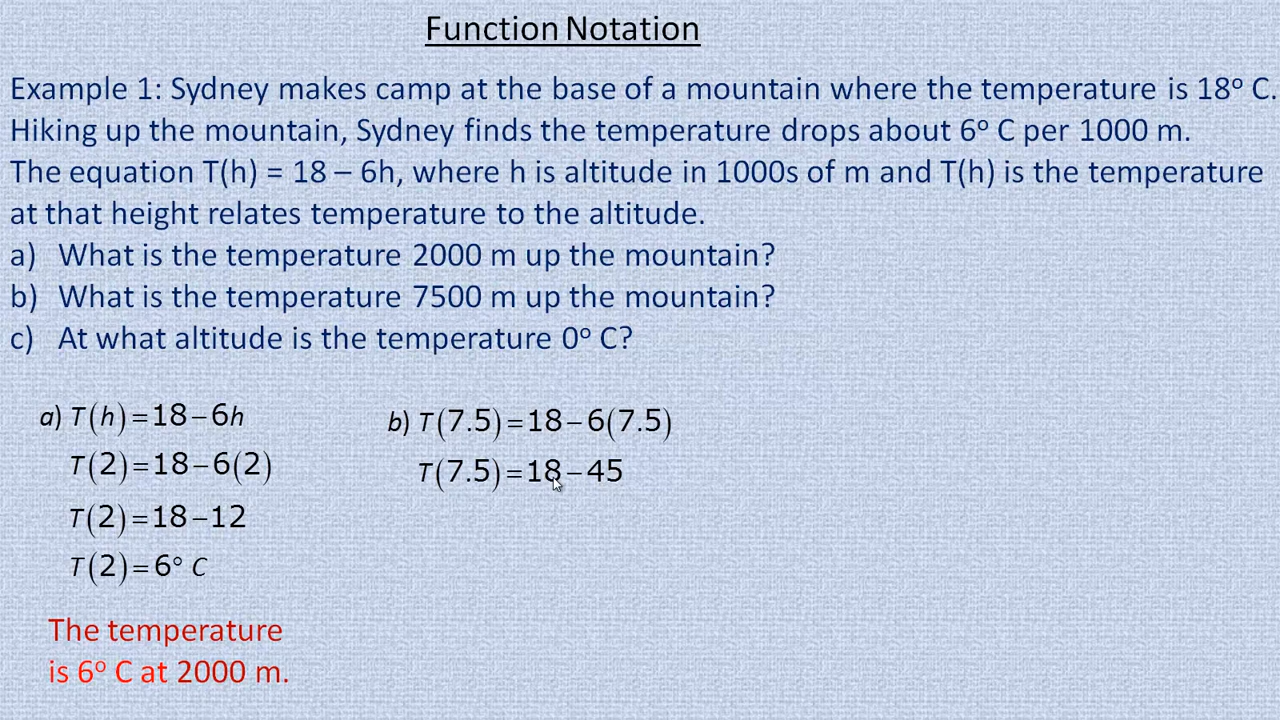 Function Notation
Example 1: Sydney makes camp at the base of a mountain where the temperature is 18° C.
Hiking up the mountain, Sydney finds the temperature drops about 6° C per 1000 m.
The equation T(h) = 18 – 6h, where h is altitude in 1000s of m and T(h) is the temperature
at that height relates temperature to the altitude.
a) What is the temperature 2000 m up the mountain?
b) What is the temperature 7500 m up the mountain?
c) At what altitude is the temperature 0° C?
a) T(h)=18−6h
T(2)=18−6(2)
T(2)=18−12
T(2)=6° C
The temperature
is 6° C at 2000 m.
b) T(7.5)=18−6(7.5)
T(7.5)=18−45